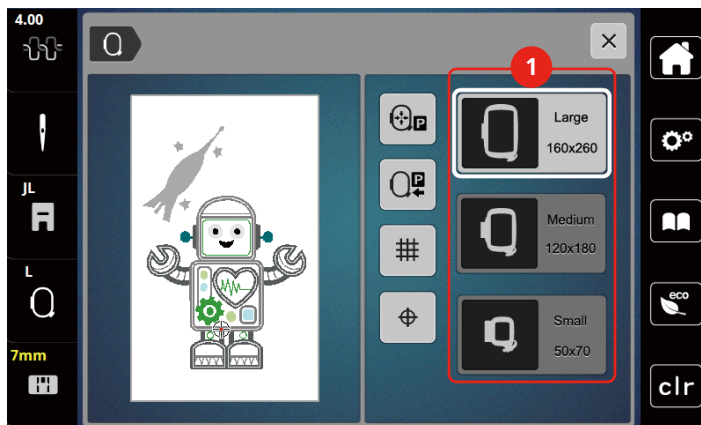 4.00
1
Large
160x260
P
JL
P
Medium
120x180
L
eco
Small
50x70
7mm
clr